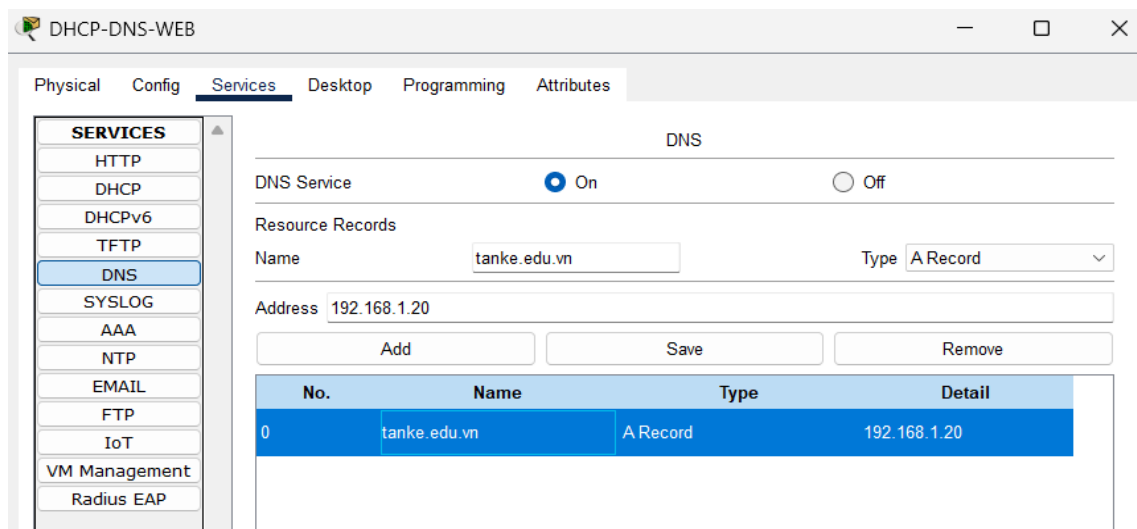 DHCP-DNS-WEB
Physical Config Services Desktop Programming Attributes
SERVICES
HTTP
DHCP
DHCPv6
TFTP
DNS
SYSLOG
AAA
NTP
EMAIL
FTP
IoT
VM Management
Radius EAP
DNS
DNS Service On Off
Resource Records
Name tanke.edu.vn Type A Record
Address 192.168.1.20
Add Save Remove
No. Name Type Detail
0 tanke.edu.vn A Record 192.168.1.20